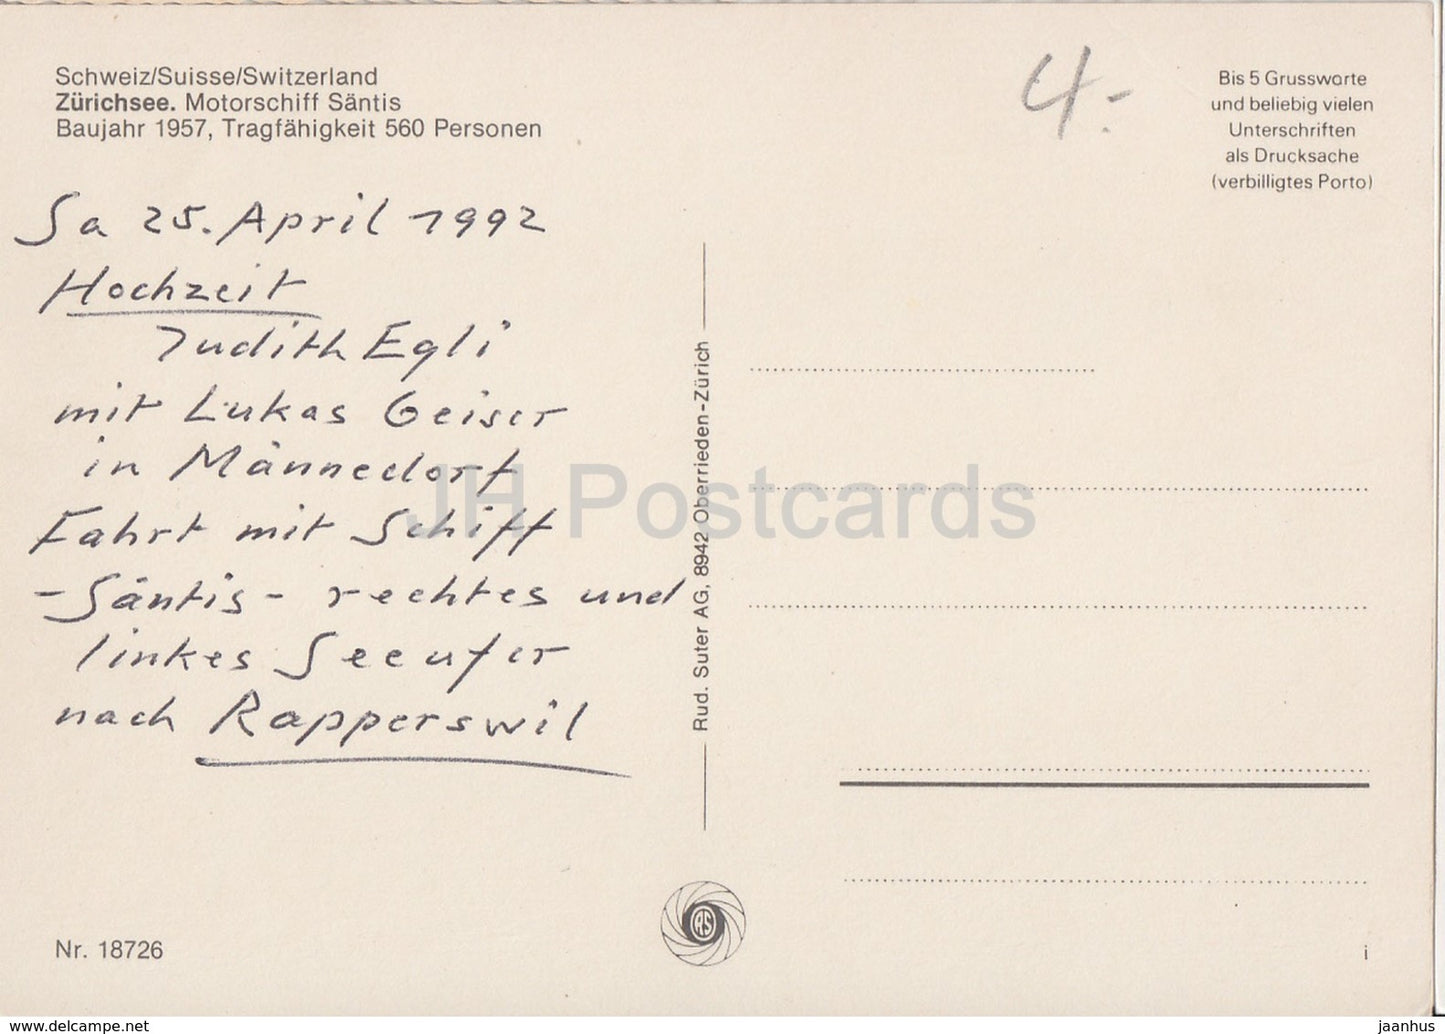 Schweiz/Suisse/Switzerland
Zürichsee. Motorschiff Säntis
Baujahr 1957, Tragfähigkeit 560 Personen
4.-
Bis 5 Grussworte
und beliebig vielen
Unterschriften
als Drucksache
(verbilligtes Porto)
Sa 25. April 1992
Hochzeit
Judith Egli
mit Lukas Geiser
in Männedorf
Fahrt mit Schiff
-Säntis- rechtes und
linkes Seeufer
nach Rapperswil
Rud. Suter AG, 8942 Oberrieden-Zürich
JH Postcards
RS
Nr. 18726
i
https://www.delcampe.net
jaanhus